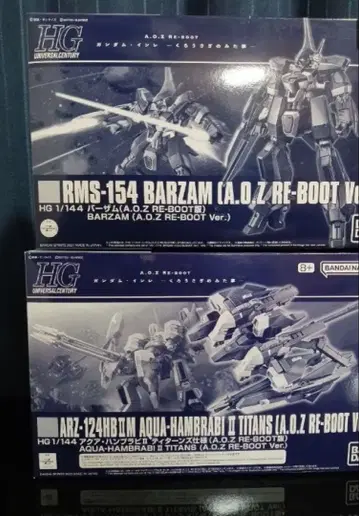 A.O.Z RE-BOOT
ガンダム・インレ ―くろうさぎのみた夢―
HG
UNIVERSAL CENTURY
RMS-154 BARZAM (A.O.Z RE-BOOT Ve
HG 1/144 バーザム(A.O.Z RE-BOOT版)
BARZAM (A.O.Z RE-BOOT Ver.)
BA
A.O.Z RE-BOOT
ガンダム・インレ ―くろうさぎのみた夢―
HG
UNIVERSAL CENTURY
8+
BANDAI NA
ARZ-124HBⅡM AQUA-HAMBRABI Ⅱ TITANS (A.O.Z RE-BOOT Ve
HG 1/144 アクア・ハンブラビⅡ ティターンズ仕様 (A.O.Z RE-BOOT版)
AQUA-HAMBRABI Ⅱ TITANS (A.O.Z RE-BOOT Ver.)
BAN